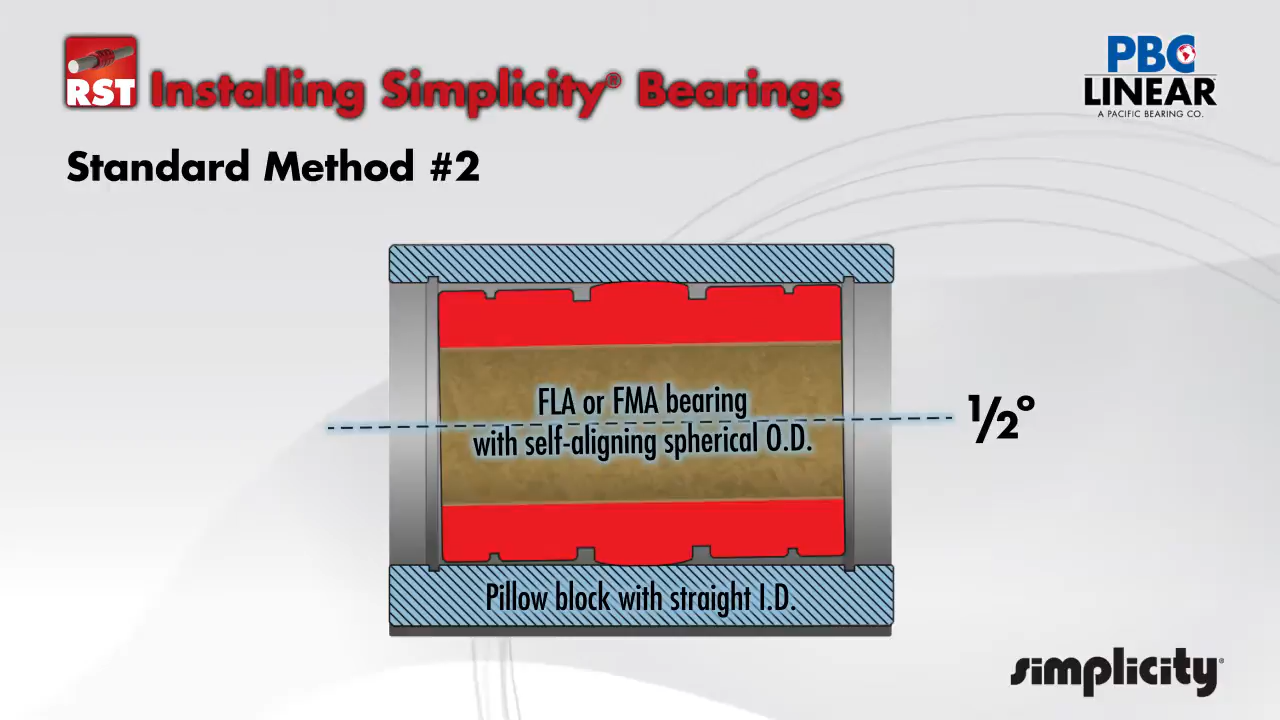 RST
Installing Simplicity® Bearings
PBC
LINEAR
A PACIFIC BEARING CO.
Standard Method #2
FLA or FMA bearing
with self-aligning spherical O.D.
½°
Pillow block with straight I.D.
simplicity®